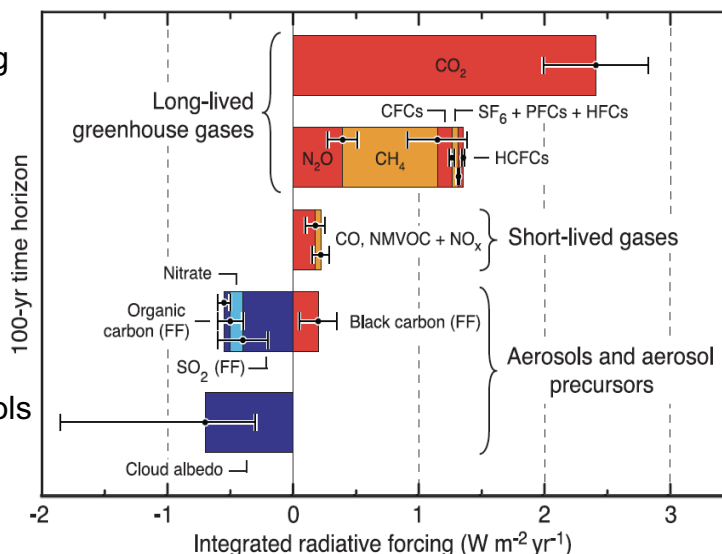 g
CO2
Long-lived
greenhouse gases
CFCs
SF6 + PFCs + HFCs
N2O
CH4
HCFCs
100-yr time horizon
CO, NMVOC + NOx
Short-lived gases
Nitrate
Organic
carbon (FF)
Black carbon (FF)
SO2 (FF)
Aerosols and aerosol
precursors
ols
Cloud albedo
-2 -1 0 1 2 3
Integrated radiative forcing (W m-2 yr-1)